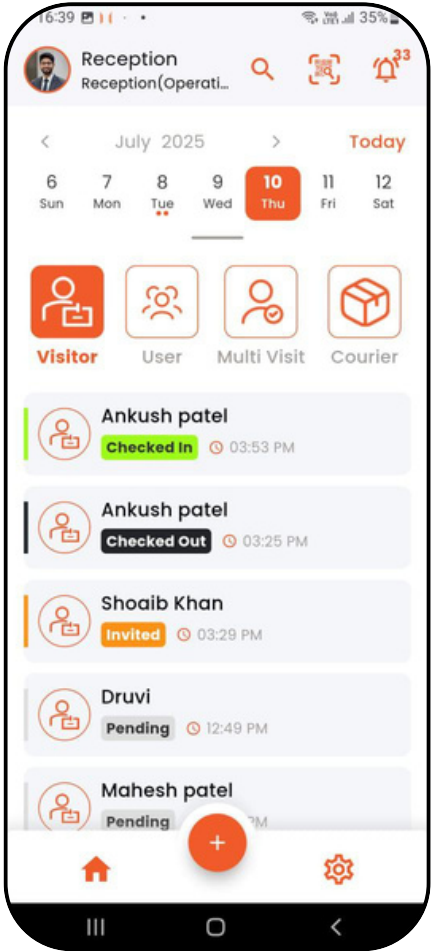 16:39 35%
Reception
Reception(Operati...
33
July 2025 Today
6 7 8 9 10 11 12
Sun Mon Tue Wed Thu Fri Sat
Visitor User Multi Visit Courier
Ankush patel
Checked In 03:53 PM
Ankush patel
Checked Out 03:25 PM
Shoaib Khan
Invited 03:29 PM
Druvi
Pending 12:49 PM
Mahesh patel
Pending
+